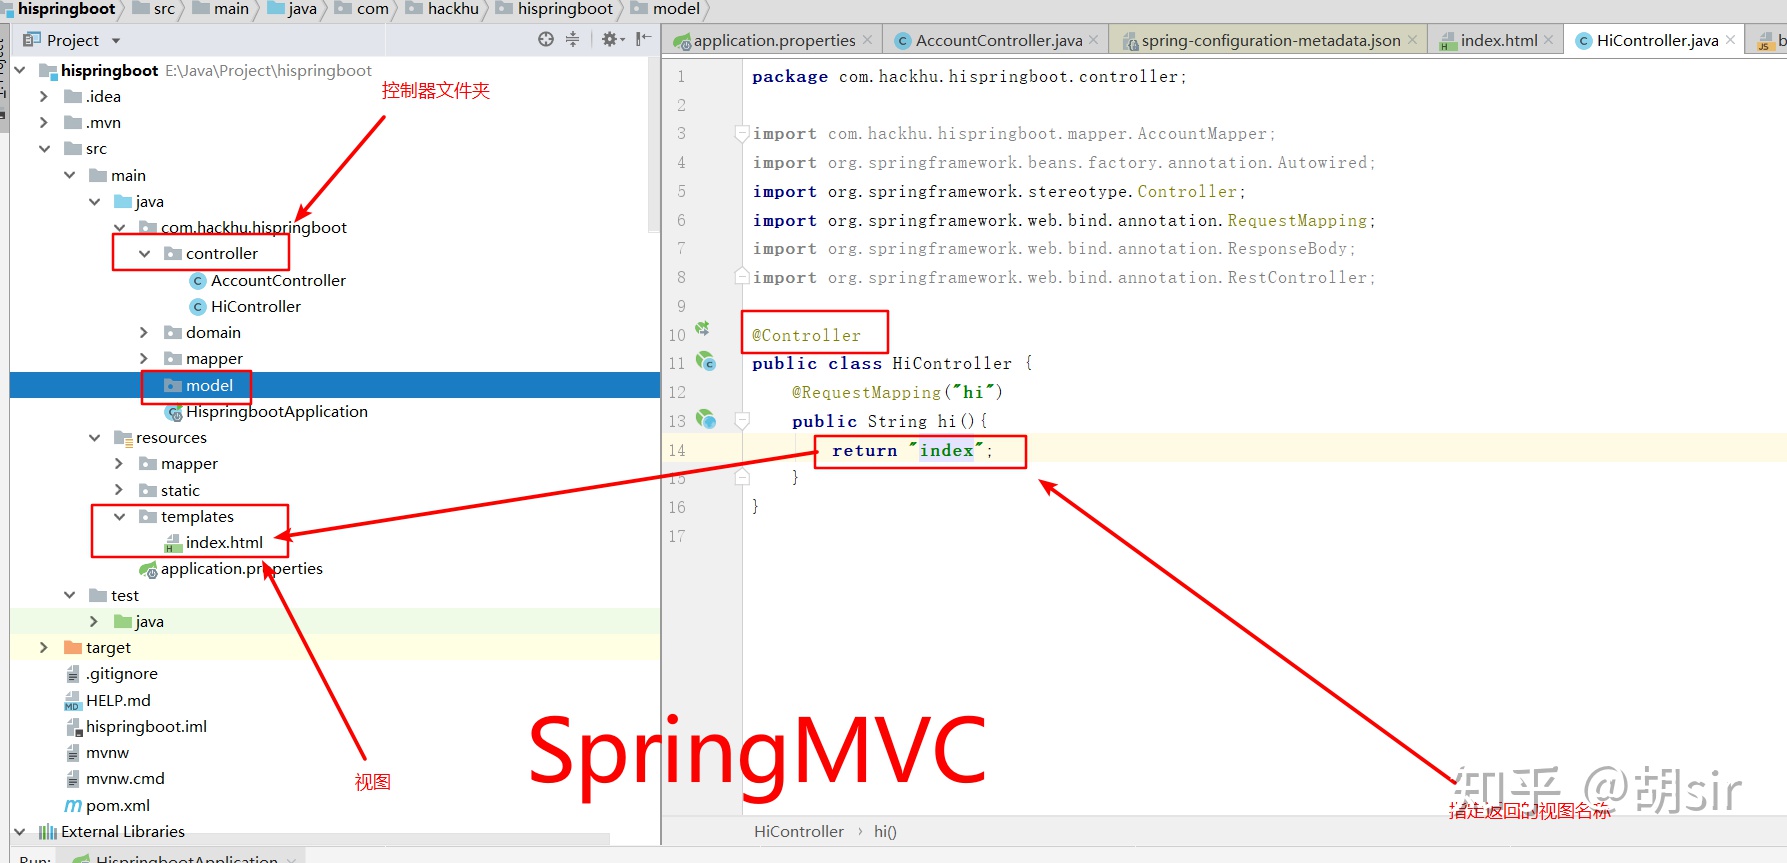 hispringboot src main java com hackhu hispringboot model
Project
application.properties AccountController.java spring-configuration-metadata.json index.html HiController.java
hispringboot E:\Java\Project\hispringboot
控制器文件夹
.idea
.mvn
src
main
java
com.hackhu.hispringboot
controller
AccountController
HiController
domain
mapper
model
HispringbootApplication
resources
mapper
static
templates
index.html
application.properties
test
java
target
.gitignore
HELP.md
hispringboot.iml
mvnw
mvnw.cmd
pom.xml
External Libraries
视图
1 package com.hackhu.hispringboot.controller;
2
3 import com.hackhu.hispringboot.mapper.AccountMapper;
4 import org.springframework.beans.factory.annotation.Autowired;
5 import org.springframework.stereotype.Controller;
6 import org.springframework.web.bind.annotation.RequestMapping;
7 import org.springframework.web.bind.annotation.ResponseBody;
8 import org.springframework.web.bind.annotation.RestController;
9
10 @Controller
11 public class HiController {
12 @RequestMapping("hi")
13 public String hi(){
14 return "index";
15 }
16 }
17
SpringMVC
知乎 @胡sir
指定返回的视图名称
HiController › hi()
Run: HispringbootApplication